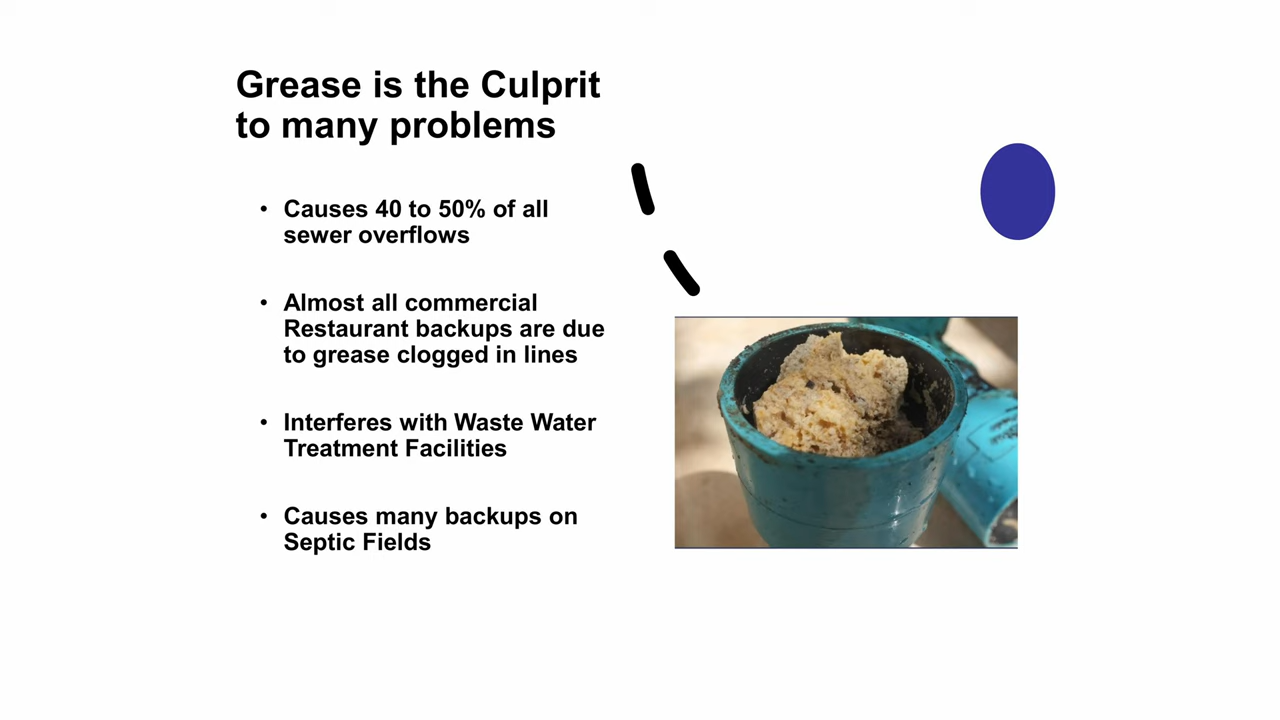 Grease is the Culprit
to many problems
• Causes 40 to 50% of all
sewer overflows
• Almost all commercial
Restaurant backups are due
to grease clogged in lines
• Interferes with Waste Water
Treatment Facilities
• Causes many backups on
Septic Fields